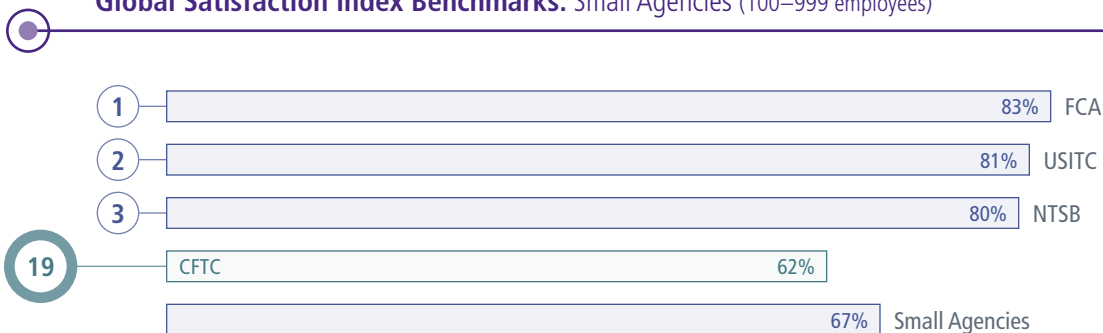 Global Satisfaction Index Benchmarks. Small Agencies (100–999 employees)
1 83% FCA
2 81% USITC
3 80% NTSB
19 CFTC 62%
67% Small Agencies